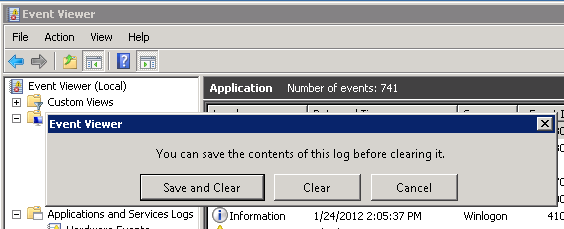 Event Viewer
File Action View Help
Event Viewer (Local)
Custom Views
Application Number of events: 741
Event Viewer
You can save the contents of this log before clearing it.
Save and Clear Clear Cancel
Applications and Services Logs
Information 1/24/2012 2:05:37 PM Winlogon 410